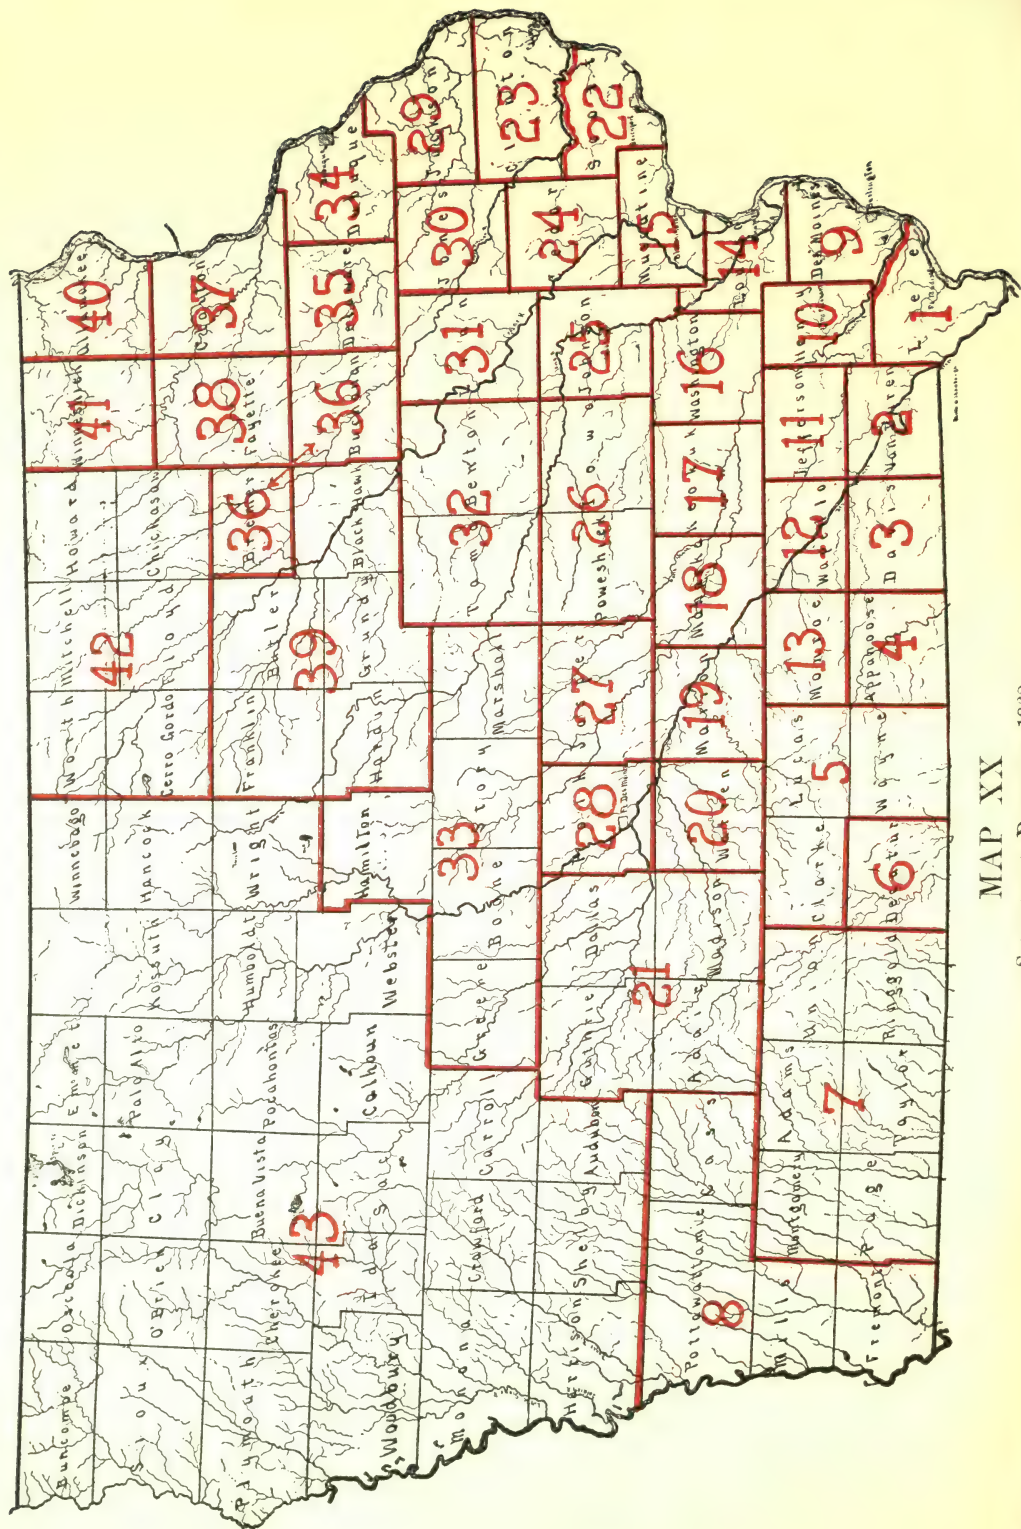 Buncombe
Osceola
Dickinson
Emmet
Winnebago
Worth
Mitchell
Howard
Winneshiek
Allamakee
Sioux
O'Brien
Clay
Palo Alto
Kossuth
Hancock
Cerro Gordo
Floyd
Chickasaw
Plymouth
Cherokee
Buena Vista
Pocahontas
Humboldt
Wright
Franklin
Butler
Bremer
Fayette
Clayton
Woodbury
Ida
Sac
Calhoun
Webster
Hamilton
Hardin
Grundy
Black Hawk
Buchanan
Delaware
Dubuque
Monona
Crawford
Carroll
Greene
Boone
Story
Marshall
Tama
Benton
Linn
Jones
Jackson
Harrison
Shelby
Audubon
Guthrie
Dallas
Polk
Jasper
Poweshiek
Iowa
Johnson
Cedar
Clinton
Scott
Muscatine
Pottawattamie
Cass
Adair
Madison
Warren
Marion
Mahaska
Keokuk
Washington
Louisa
Mills
Montgomery
Adams
Union
Clarke
Lucas
Monroe
Wapello
Jefferson
Henry
Des Moines
Burlington
Fremont
Page
Taylor
Ringgold
Decatur
Wayne
Appanoose
Davis
Van Buren
Lee
1
2
3
4
5
6
7
8
9
10
11
12
13
14
15
16
17
18
19
20
21
22
23
24
25
26
27
28
29
30
31
32
33
34
35
36
36
37
38
39
40
41
42
43
MAP XX